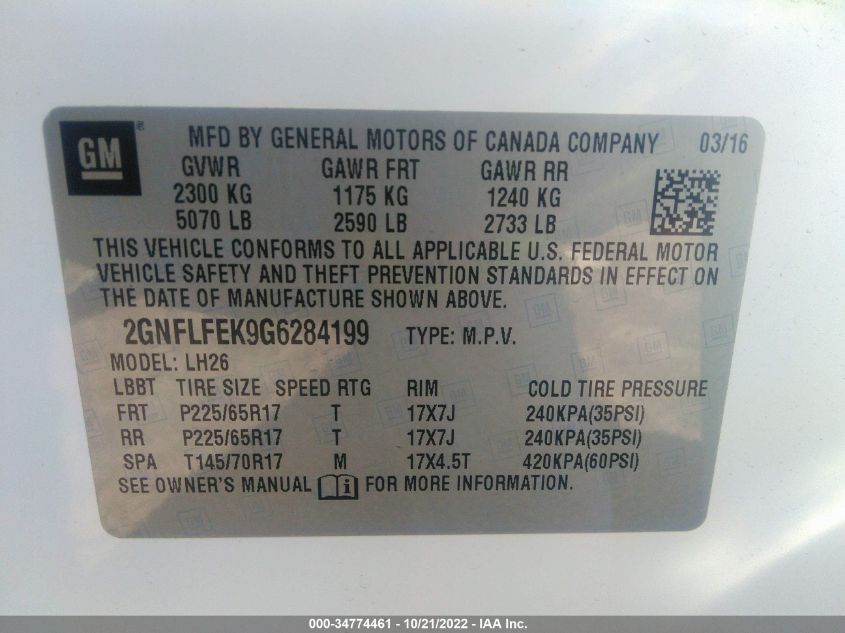 GM
MFD BY GENERAL MOTORS OF CANADA COMPANY 03/16
GVWR GAWR FRT GAWR RR
2300 KG 1175 KG 1240 KG
5070 LB 2590 LB 2733 LB
THIS VEHICLE CONFORMS TO ALL APPLICABLE U.S. FEDERAL MOTOR
VEHICLE SAFETY AND THEFT PREVENTION STANDARDS IN EFFECT ON
THE DATE OF MANUFACTURE SHOWN ABOVE.
2GNFLFEK9G6284199 TYPE: M.P.V.
MODEL: LH26
LBBT TIRE SIZE SPEED RTG RIM COLD TIRE PRESSURE
FRT P225/65R17 T 17X7J 240KPA(35PSI)
RR P225/65R17 T 17X7J 240KPA(35PSI)
SPA T145/70R17 M 17X4.5T 420KPA(60PSI)
SEE OWNER'S MANUAL i FOR MORE INFORMATION.
000-34774461 - 10/21/2022 - IAA Inc.